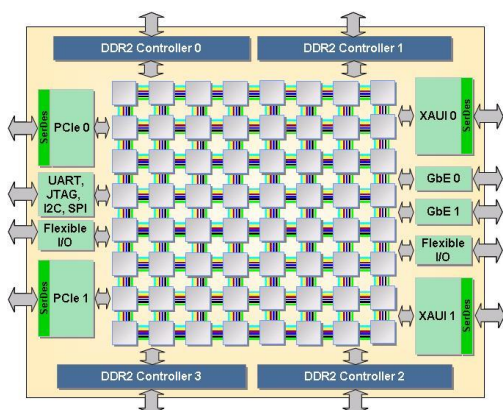 DDR2 Controller 0
DDR2 Controller 1
SerDes
PCIe 0
XAUI 0
SerDes
UART,
JTAG,
I2C, SPI
GbE 0
GbE 1
Flexible
I/O
Flexible
I/O
SerDes
PCIe 1
XAUI 1
SerDes
DDR2 Controller 3
DDR2 Controller 2